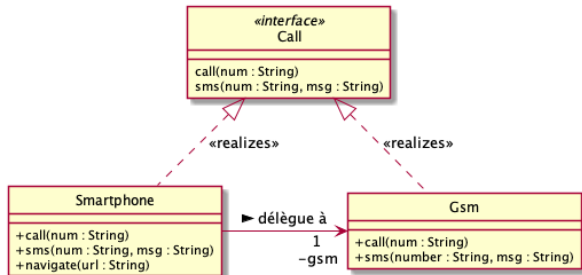 «interface»
Call
call(num : String)
sms(num : String, msg : String)
«realizes»
«realizes»
Smartphone
+call(num : String)
+sms(num : String, msg : String)
+navigate(url : String)
► délègue à
1
-gsm
Gsm
+call(num : String)
+sms(number : String, msg : String)